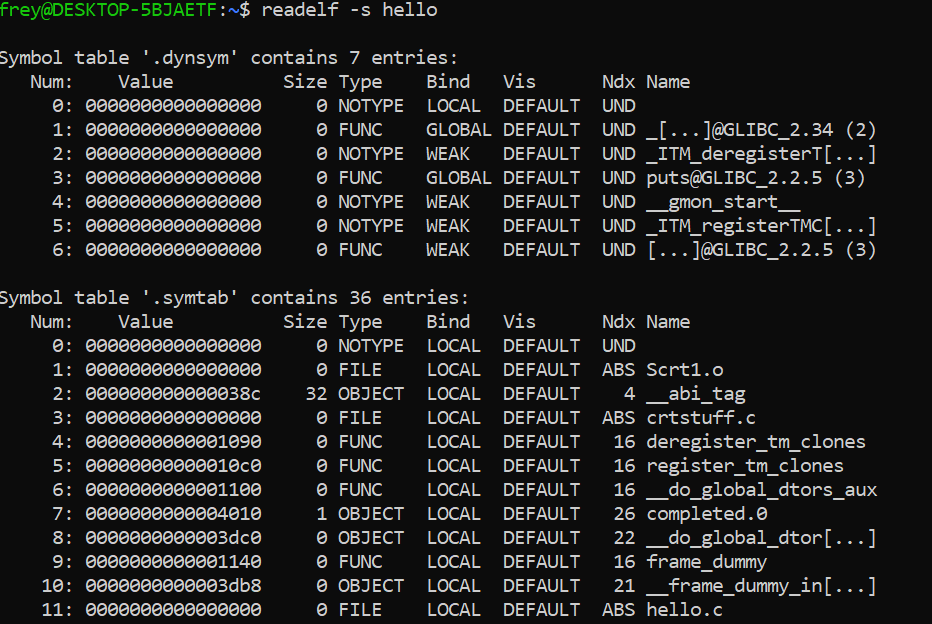 frey@DESKTOP-5BJAETF:~$ readelf -s hello
Symbol table '.dynsym' contains 7 entries:
   Num:    Value          Size Type    Bind   Vis      Ndx Name
     0: 0000000000000000     0 NOTYPE  LOCAL  DEFAULT  UND
     1: 0000000000000000     0 FUNC    GLOBAL DEFAULT  UND _[...]@GLIBC_2.34 (2)
     2: 0000000000000000     0 NOTYPE  WEAK   DEFAULT  UND _ITM_deregisterT[...]
     3: 0000000000000000     0 FUNC    GLOBAL DEFAULT  UND puts@GLIBC_2.2.5 (3)
     4: 0000000000000000     0 NOTYPE  WEAK   DEFAULT  UND __gmon_start__
     5: 0000000000000000     0 NOTYPE  WEAK   DEFAULT  UND _ITM_registerTMC[...]
     6: 0000000000000000     0 FUNC    WEAK   DEFAULT  UND [...]@GLIBC_2.2.5 (3)
Symbol table '.symtab' contains 36 entries:
   Num:    Value          Size Type    Bind   Vis      Ndx Name
     0: 0000000000000000     0 NOTYPE  LOCAL  DEFAULT  UND
     1: 0000000000000000     0 FILE    LOCAL  DEFAULT  ABS Scrt1.o
     2: 000000000000038c    32 OBJECT  LOCAL  DEFAULT    4 __abi_tag
     3: 0000000000000000     0 FILE    LOCAL  DEFAULT  ABS crtstuff.c
     4: 0000000000001090     0 FUNC    LOCAL  DEFAULT   16 deregister_tm_clones
     5: 00000000000010c0     0 FUNC    LOCAL  DEFAULT   16 register_tm_clones
     6: 0000000000001100     0 FUNC    LOCAL  DEFAULT   16 __do_global_dtors_aux
     7: 0000000000004010     1 OBJECT  LOCAL  DEFAULT   26 completed.0
     8: 0000000000003dc0     0 OBJECT  LOCAL  DEFAULT   22 __do_global_dtor[...]
     9: 0000000000001140     0 FUNC    LOCAL  DEFAULT   16 frame_dummy
    10: 0000000000003db8     0 OBJECT  LOCAL  DEFAULT   21 __frame_dummy_in[...]
    11: 0000000000000000     0 FILE    LOCAL  DEFAULT  ABS hello.c